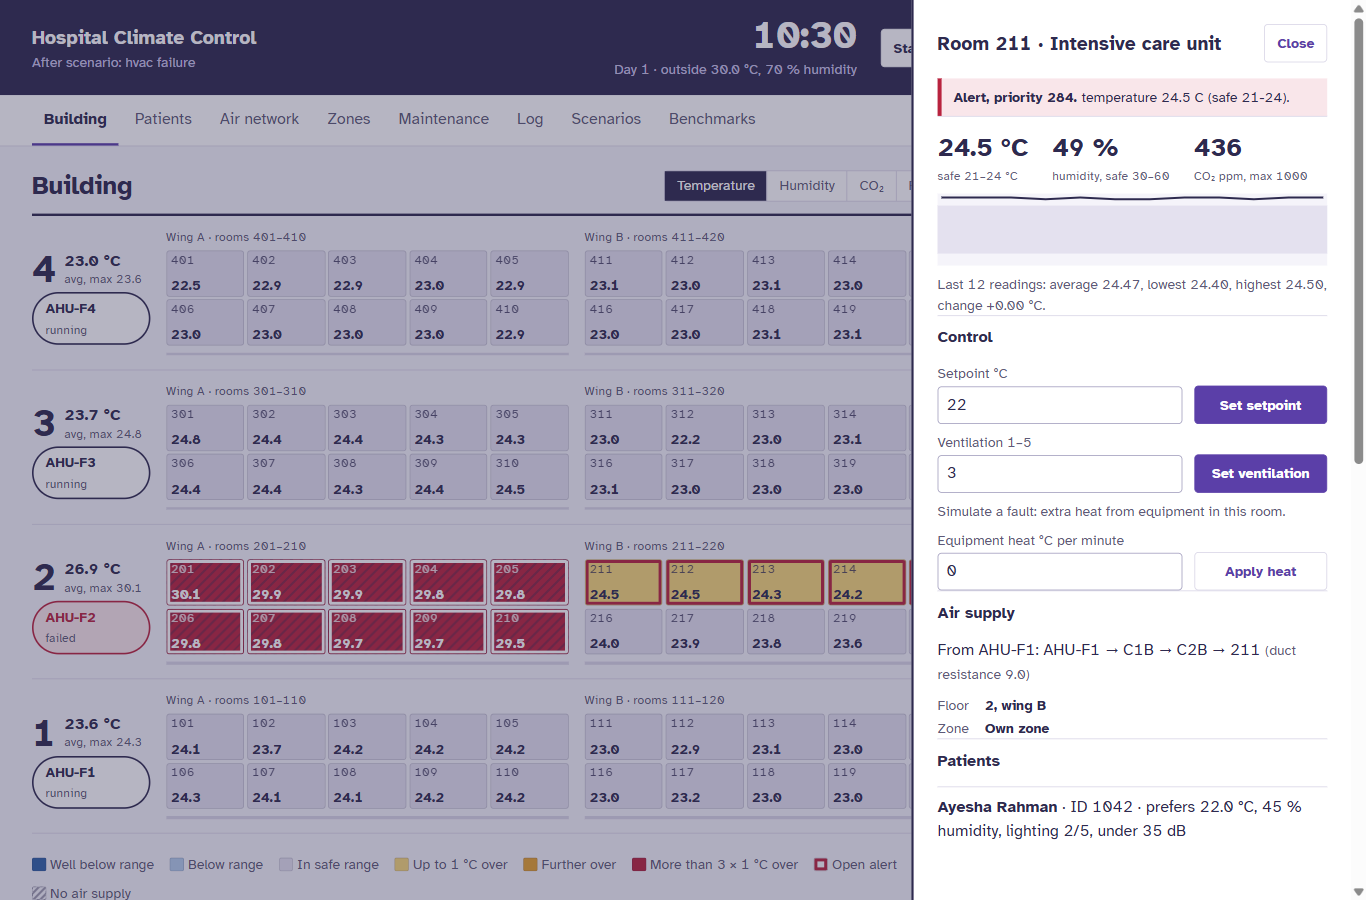 Hospital Climate Control
After scenario: hvac failure
10:30
Day 1 · outside 30.0 °C, 70 % humidity
Building Patients Air network Zones Maintenance Log Scenarios Benchmarks
Building
Temperature Humidity CO₂
4
23.0 °C
avg, max 23.6
AHU-F4
running
Wing A · rooms 401–410
401 402 403 404 405
22.5 22.9 22.9 23.0 22.9
406 407 408 409 410
23.0 23.0 23.0 23.0 22.9
Wing B · rooms 411–420
411 412 413 414
23.1 23.0 23.1 23.0
416 417 418 419
23.0 23.0 23.1 23.1
3
23.7 °C
avg, max 24.8
AHU-F3
running
Wing A · rooms 301–310
301 302 303 304 305
24.8 24.4 24.4 24.3 24.3
306 307 308 309 310
24.4 24.4 24.3 24.4 24.5
Wing B · rooms 311–320
311 312 313 314
23.0 22.2 23.0 23.1
316 317 318 319
23.1 23.0 23.0 23.0
2
26.9 °C
avg, max 30.1
AHU-F2
failed
Wing A · rooms 201–210
201 202 203 204 205
30.1 29.9 29.9 29.8 29.8
206 207 208 209 210
29.8 29.8 29.7 29.7 29.5
Wing B · rooms 211–220
211 212 213 214
24.5 24.5 24.3 24.2
216 217 218 219
24.0 23.9 23.8 23.6
1
23.6 °C
avg, max 24.3
AHU-F1
running
Wing A · rooms 101–110
101 102 103 104 105
24.1 23.7 24.2 24.2 24.2
106 107 108 109 110
24.3 24.1 24.1 24.2 24.2
Wing B · rooms 111–120
111 112 113 114
23.0 22.9 23.1 23.0
116 117 118 119
23.0 23.2 23.0 23.0
Well below range Below range In safe range Up to 1 °C over Further over More than 3 × 1 °C over Open alert
No air supply
Room 211 · Intensive care unit
Close
Alert, priority 284. temperature 24.5 C (safe 21-24).
24.5 °C 49 % 436
safe 21–24 °C humidity, safe 30–60 CO₂ ppm, max 1000
Last 12 readings: average 24.47, lowest 24.40, highest 24.50,
change +0.00 °C.
Control
Setpoint °C
22 Set setpoint
Ventilation 1–5
3 Set ventilation
Simulate a fault: extra heat from equipment in this room.
Equipment heat °C per minute
0 Apply heat
Air supply
From AHU-F1: AHU-F1 → C1B → C2B → 211 (duct
resistance 9.0)
Floor 2, wing B
Zone Own zone
Patients
Ayesha Rahman · ID 1042 · prefers 22.0 °C, 45 %
humidity, lighting 2/5, under 35 dB